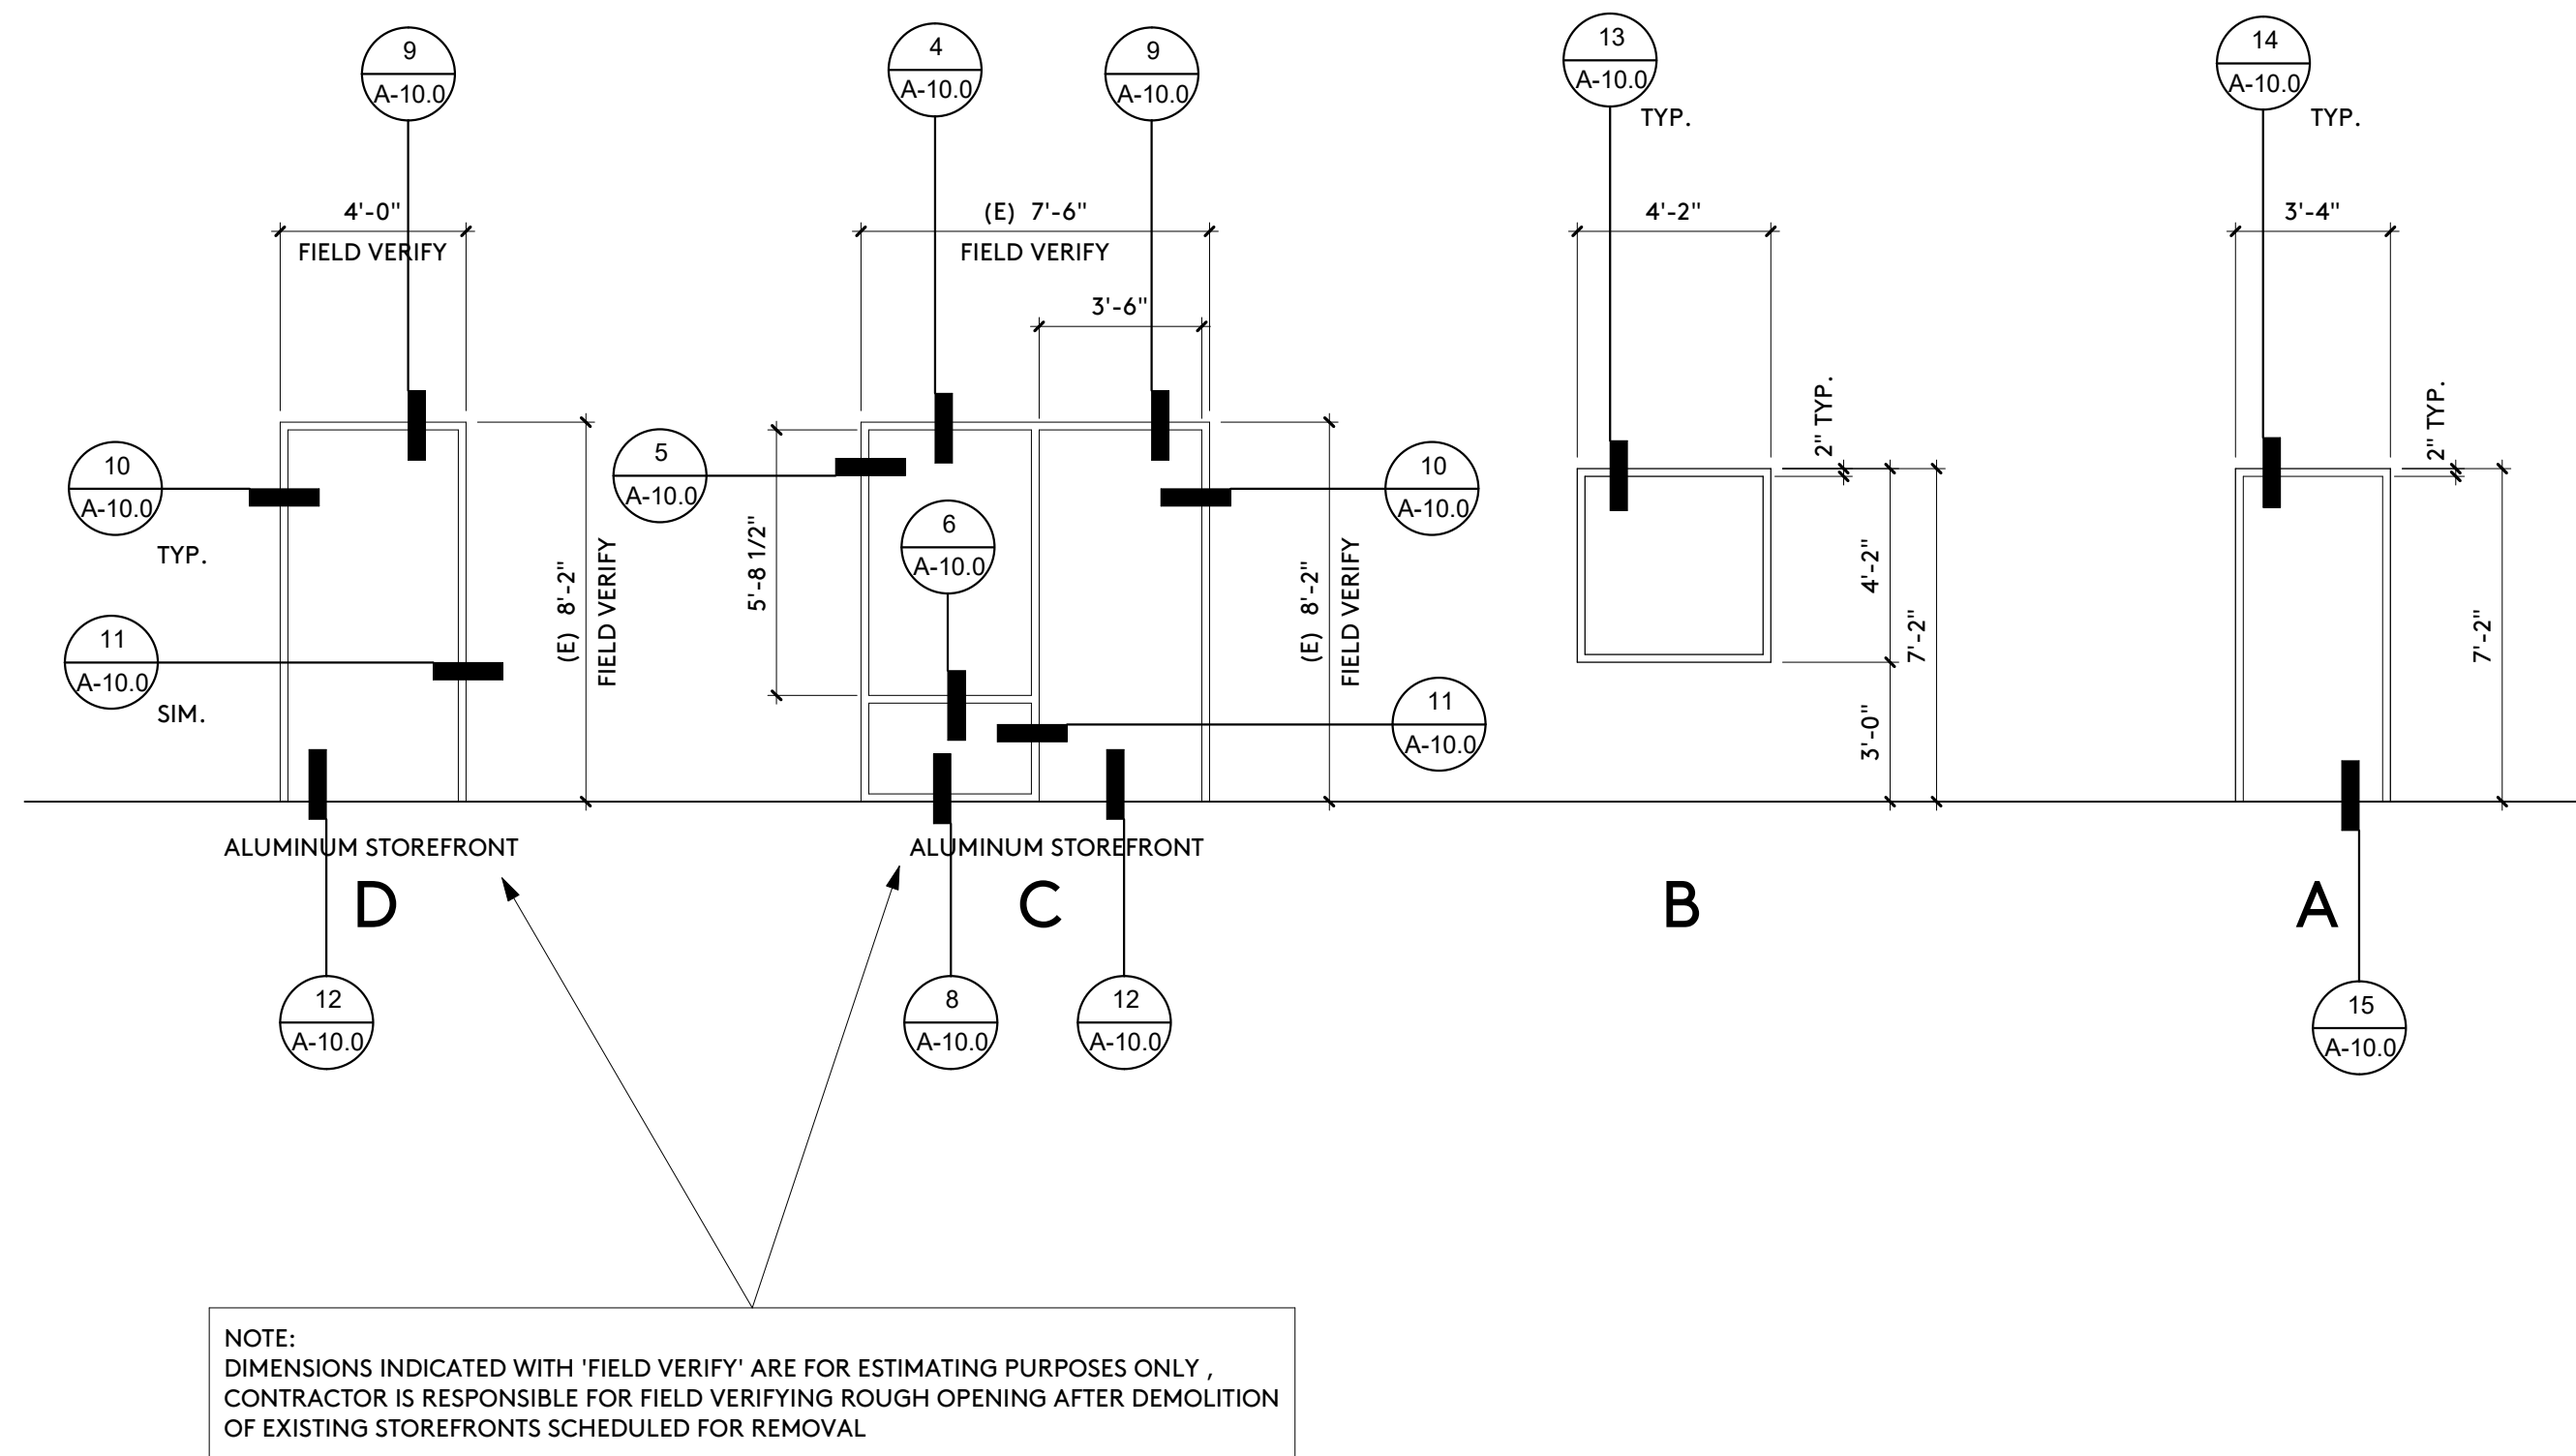 9
A-10.0
4
A-10.0
9
A-10.0
13
A-10.0
TYP.
14
A-10.0
TYP.
4'-0"
FIELD VERIFY
(E) 7'-6"
FIELD VERIFY
3'-6"
4'-2"
3'-4"
2" TYP.
2" TYP.
10
A-10.0
TYP.
11
A-10.0
SIM.
(E) 8'-2"
FIELD VERIFY
5
A-10.0
5'-8 1/2"
6
A-10.0
10
A-10.0
(E) 8'-2"
FIELD VERIFY
11
A-10.0
4'-2"
7'-2"
3'-0"
7'-2"
ALUMINUM STOREFRONT
D
ALUMINUM STOREFRONT
C
B
A
12
A-10.0
8
A-10.0
12
A-10.0
15
A-10.0
NOTE:
DIMENSIONS INDICATED WITH 'FIELD VERIFY' ARE FOR ESTIMATING PURPOSES ONLY ,
CONTRACTOR IS RESPONSIBLE FOR FIELD VERIFYING ROUGH OPENING AFTER DEMOLITION
OF EXISTING STOREFRONTS SCHEDULED FOR REMOVAL